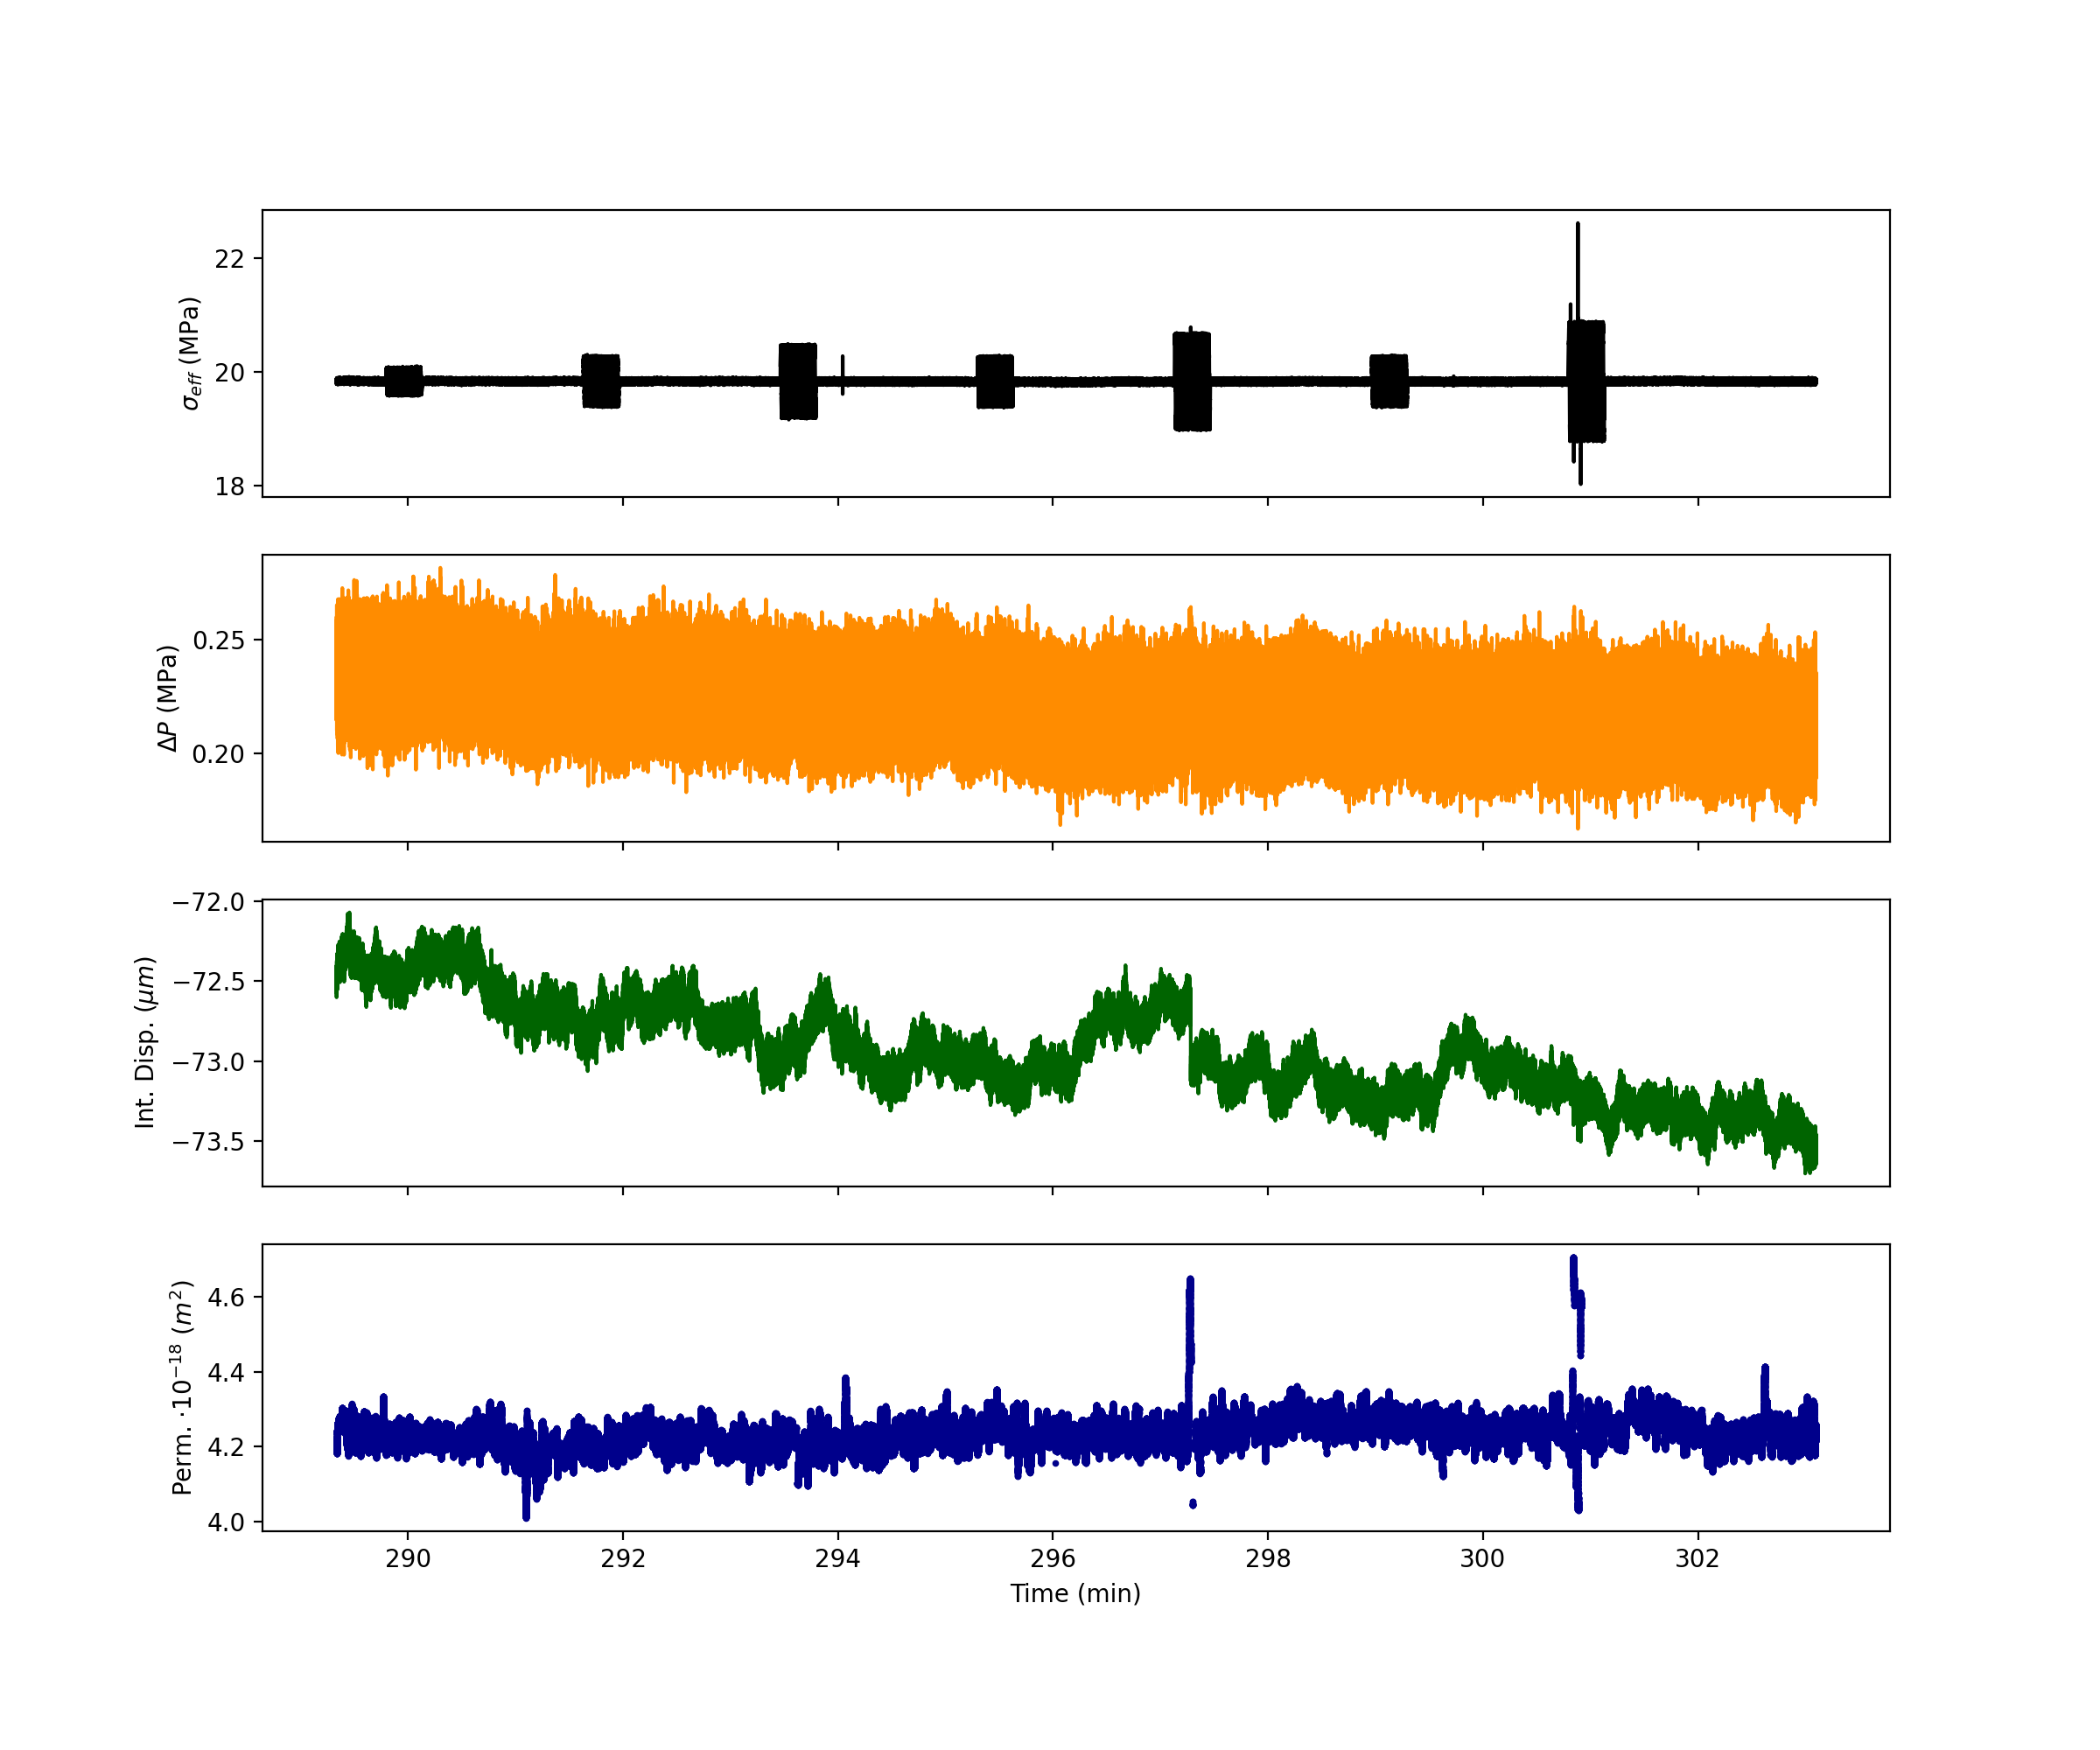 σeff (MPa)
22
20
18
ΔP (MPa)
0.25
0.20
Int. Disp. (μm)
−72.0
−72.5
−73.0
−73.5
Perm. ·10⁻¹⁸ (m²)
4.6
4.4
4.2
4.0
290 292 294 296 298 300 302
Time (min)